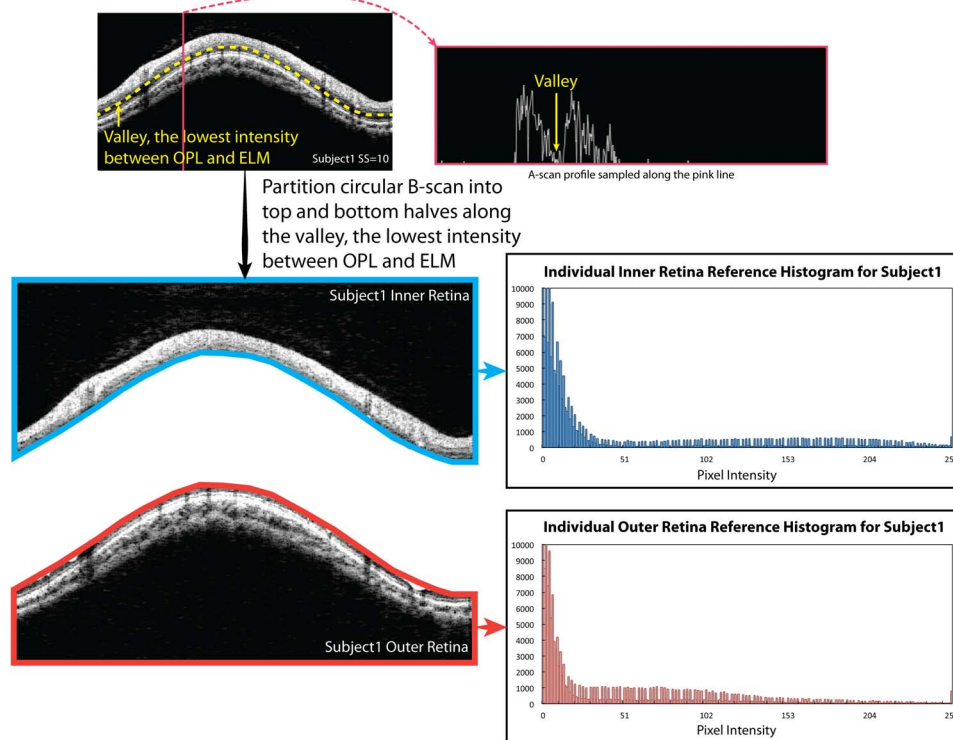 Valley
Valley, the lowest intensity
between OPL and ELM
Subject1 SS=10
A-scan profile sampled along the pink line
Partition circular B-scan into
top and bottom halves along
the valley, the lowest intensity
between OPL and ELM
Subject1 Inner Retina
Individual Inner Retina Reference Histogram for Subject1
10000
9000
8000
7000
6000
5000
4000
3000
2000
1000
0
0 51 102 153 204 25
Pixel Intensity
Subject1 Outer Retina
Individual Outer Retina Reference Histogram for Subject1
10000
9000
8000
7000
6000
5000
4000
3000
2000
1000
0
0 51 102 153 204 25
Pixel Intensity